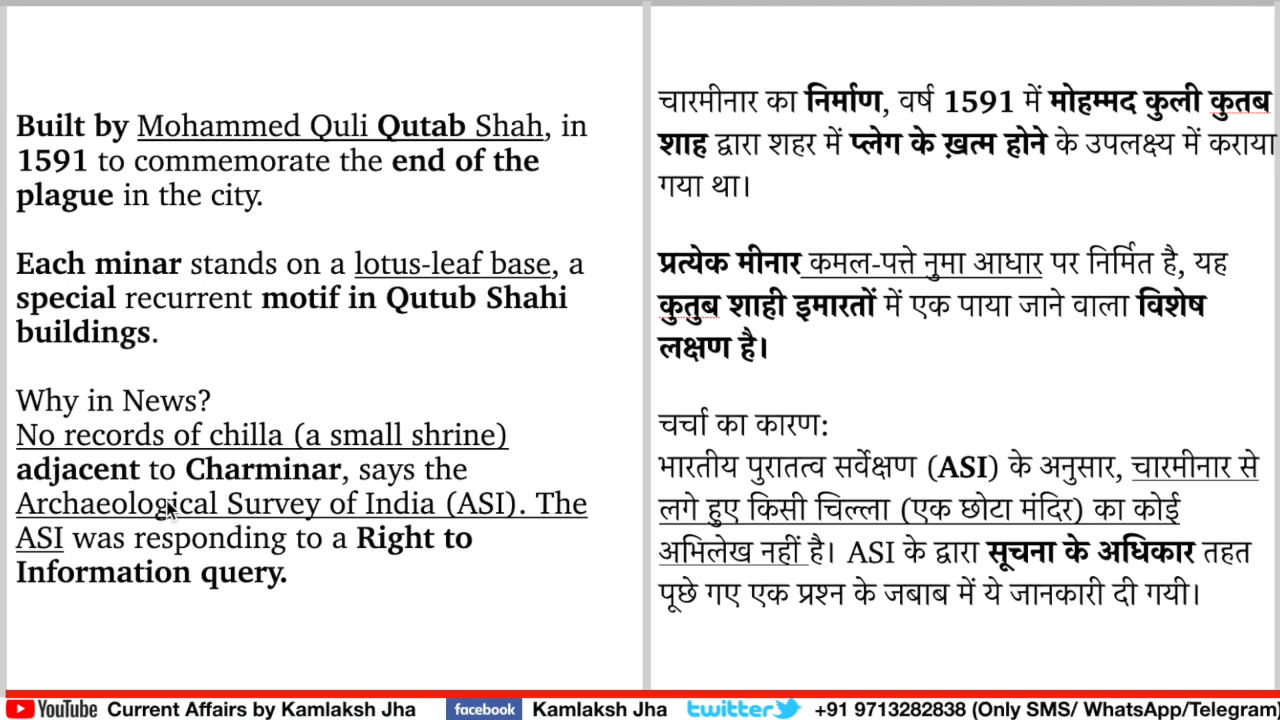 Built by Mohammed Quli Qutab Shah, in
1591 to commemorate the end of the
plague in the city.
Each minar stands on a lotus-leaf base, a
special recurrent motif in Qutub Shahi
buildings.
Why in News?
No records of chilla (a small shrine)
adjacent to Charminar, says the
Archaeological Survey of India (ASI). The
ASI was responding to a Right to
Information query.
चारमीनार का निर्माण, वर्ष 1591 में मोहम्मद कुली कुतब
शाह द्वारा शहर में प्लेग के ख़त्म होने के उपलक्ष्य में कराया
गया था।
प्रत्येक मीनार कमल-पत्ते नुमा आधार पर निर्मित है, यह
कुतुब शाही इमारतों में एक पाया जाने वाला विशेष
लक्षण है।
चर्चा का कारण:
भारतीय पुरातत्व सर्वेक्षण (ASI) के अनुसार, चारमीनार से
लगे हुए किसी चिल्ला (एक छोटा मंदिर) का कोई
अभिलेख नहीं है। ASI के द्वारा सूचना के अधिकार तहत
पूछे गए एक प्रश्न के जबाब में ये जानकारी दी गयी।
YouTube Current Affairs by Kamlaksh Jha facebook Kamlaksh Jha twitter +91 9713282838 (Only SMS/ WhatsApp/Telegram)